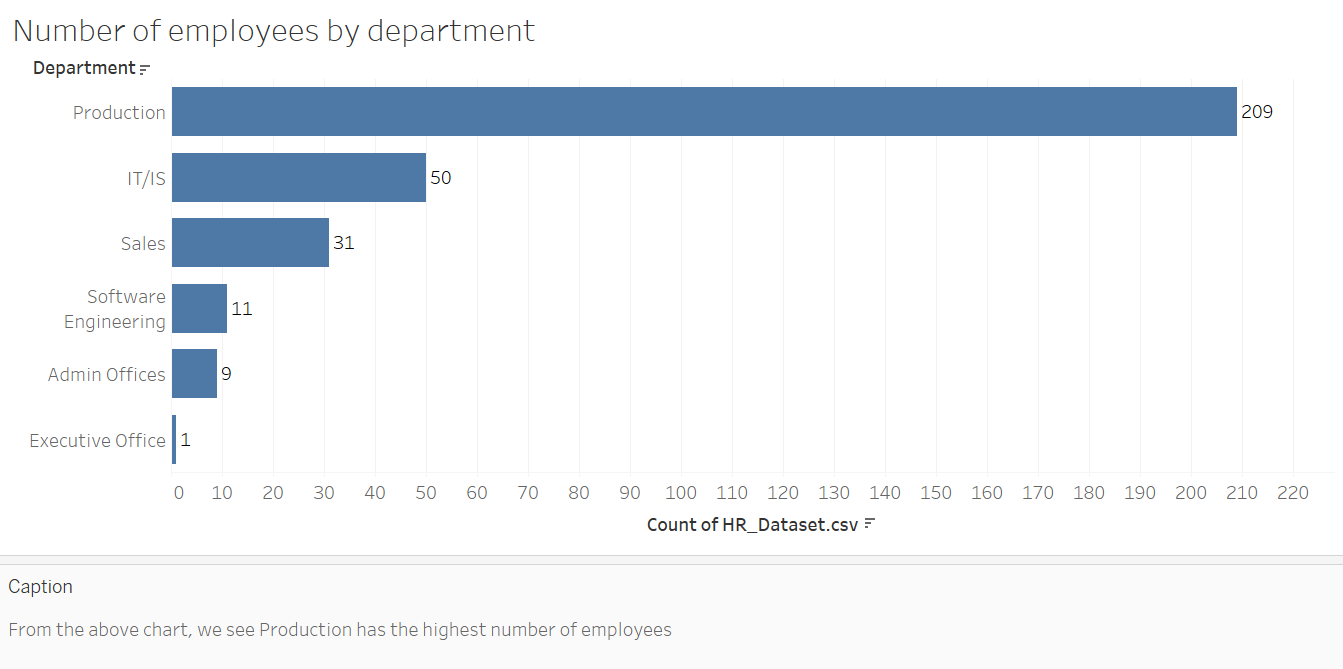 Number of employees by department
Department
Production
209
IT/IS
50
Sales
31
Software
Engineering
11
Admin Offices
9
Executive Office
1
0 10 20 30 40 50 60 70 80 90 100 110 120 130 140 150 160 170 180 190 200 210 220
Count of HR_Dataset.csv
Caption
From the above chart, we see Production has the highest number of employees